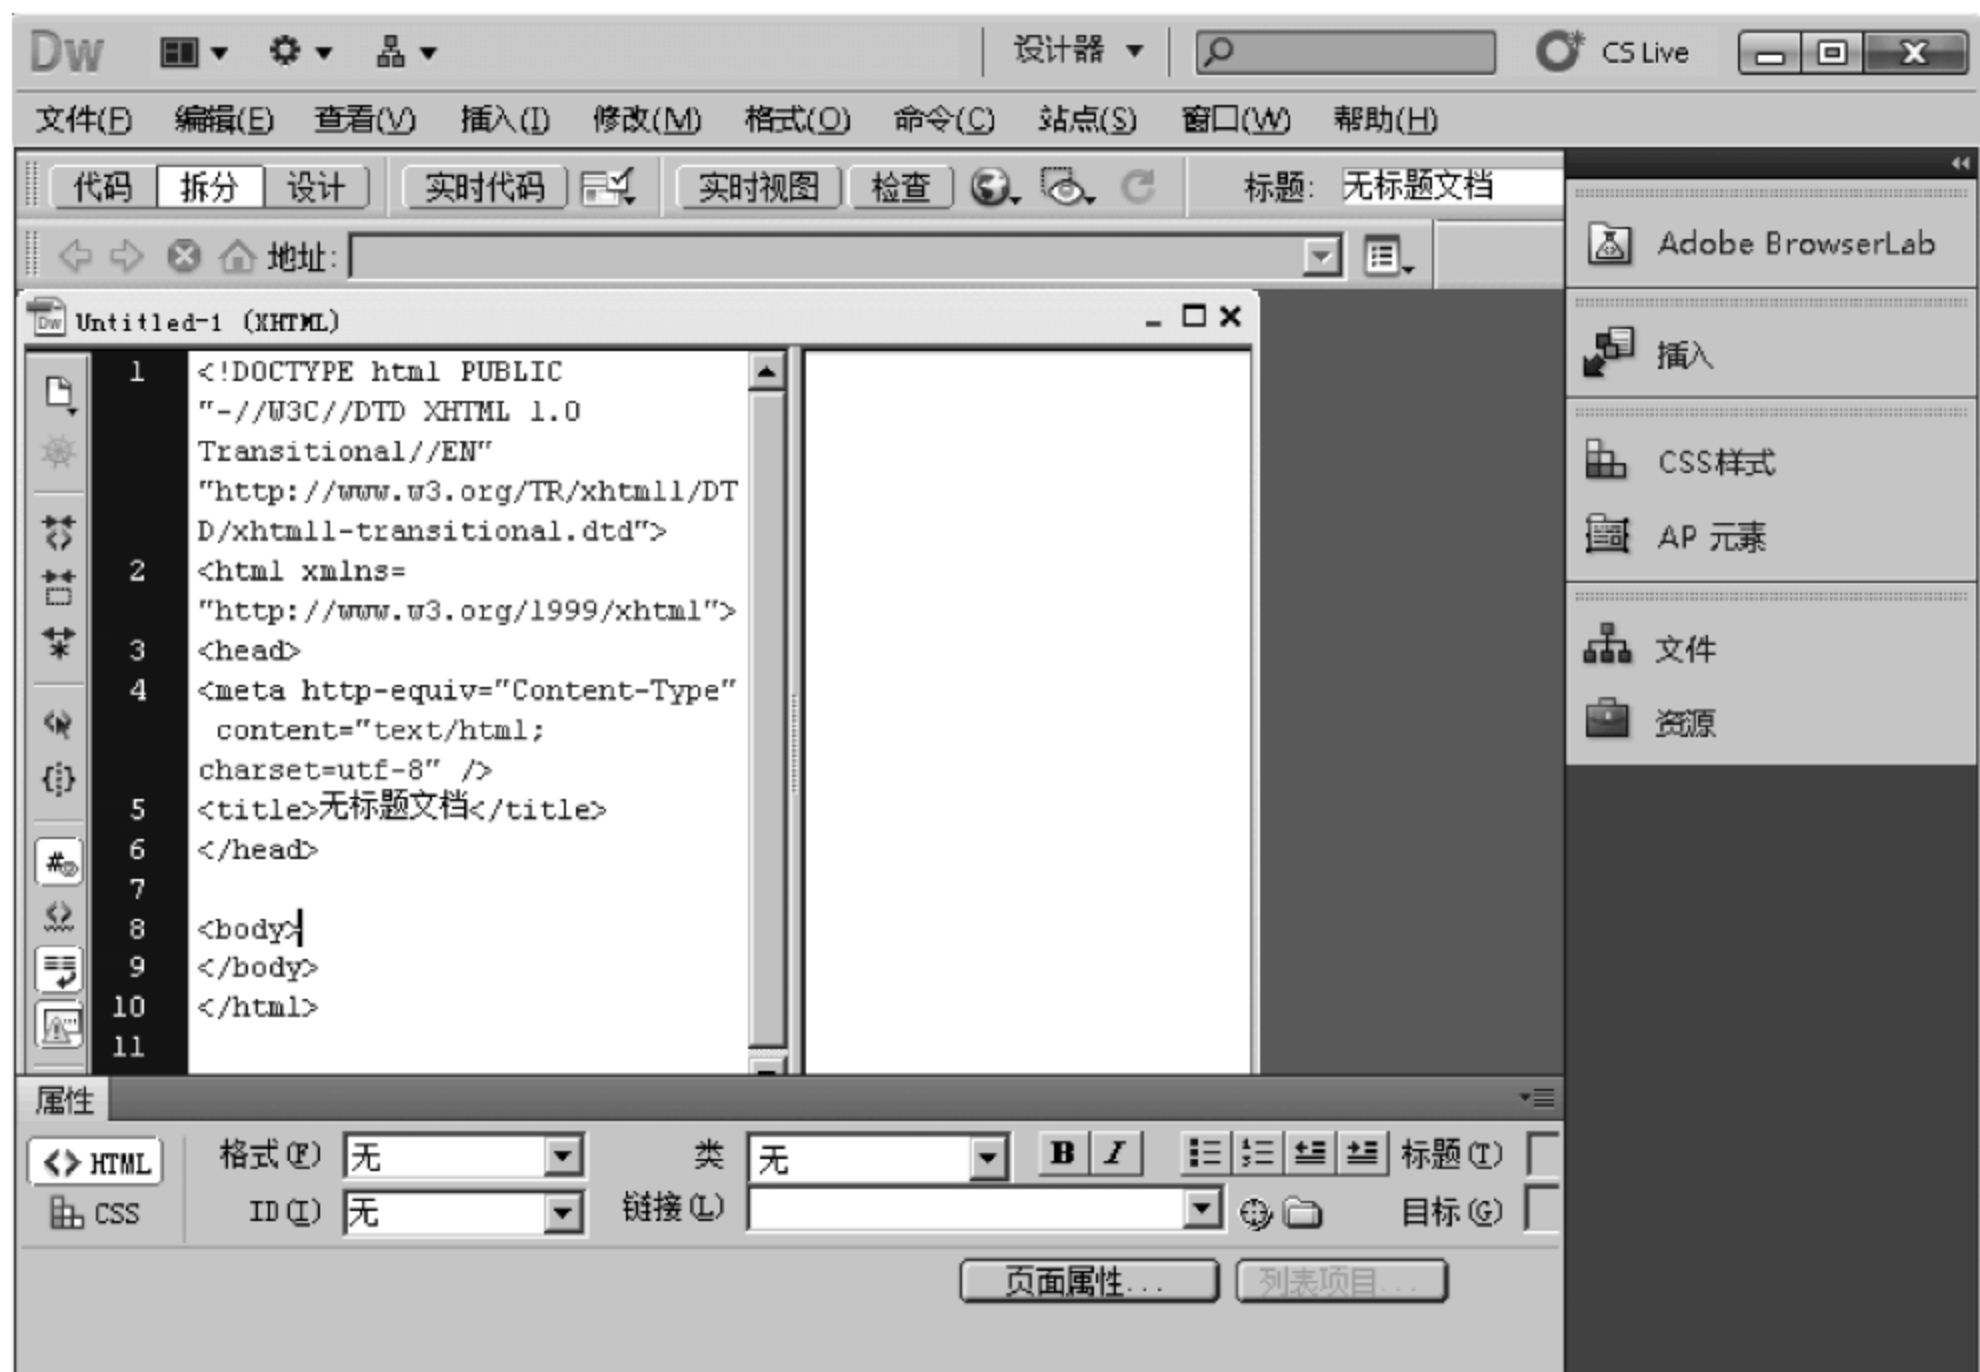 Dw 设计器 CS Live
文件(F) 编辑(E) 查看(V) 插入(I) 修改(M) 格式(O) 命令(C) 站点(S) 窗口(W) 帮助(H)
代码 拆分 设计 实时代码 实时视图 检查 标题: 无标题文档
地址:
Untitled-1 (XHTML)
1 <!DOCTYPE html PUBLIC
"-//W3C//DTD XHTML 1.0
Transitional//EN"
"http://www.w3.org/TR/xhtml1/DT
D/xhtml1-transitional.dtd">
2 <html xmlns=
"http://www.w3.org/1999/xhtml">
3 <head>
4 <meta http-equiv="Content-Type"
content="text/html;
charset=utf-8" />
5 <title>无标题文档</title>
6 </head>
7
8 <body>
9 </body>
10 </html>
11
Adobe BrowserLab
插入
CSS样式
AP 元素
文件
资源
属性
<> HTML 格式(F) 无 类 无 B I 标题(T)
CSS ID(I) 无 链接(L) 目标(G)
页面属性... 列表项目...